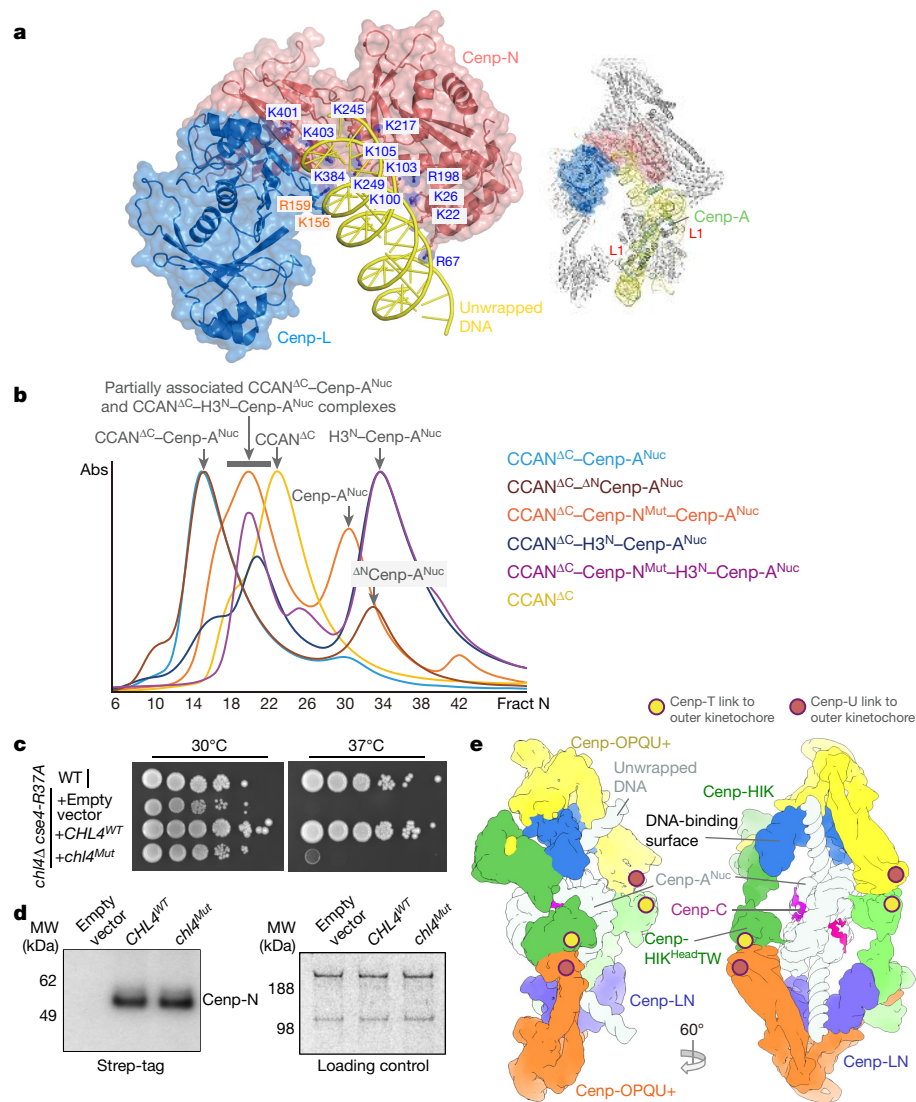 a
Cenp-N
K401
K245
K217
K403
K105
K103
K384
K249
R198
K100
K26
R159
K156
K22
R67
Unwrapped
DNA
Cenp-L
Cenp-A
L1
L1
b
Partially associated CCANΔC–Cenp-ANuc
and CCANΔC–H3N–Cenp-ANuc complexes
CCANΔC–Cenp-ANuc
CCANΔC
H3N–Cenp-ANuc
Abs
Cenp-ANuc
ΔNCenp-ANuc
6 10 14 18 22 26 30 34 38 42 Fract N
CCANΔC–Cenp-ANuc
CCANΔC–ΔNCenp-ANuc
CCANΔC–Cenp-NMut–Cenp-ANuc
CCANΔC–H3N–Cenp-ANuc
CCANΔC–Cenp-NMut–H3N–Cenp-ANuc
CCANΔC
c
30°C
37°C
chl4Δ cse4-R37A
WT
+Empty
vector
+CHL4WT
+chl4Mut
d
MW
(kDa)
Empty
vector
CHL4WT
chl4Mut
62
49
Cenp-N
Strep-tag
MW
(kDa)
Empty
vector
CHL4WT
chl4Mut
188
98
Loading control
Cenp-T link to
outer kinetochore
Cenp-U link to
outer kinetochore
e
Cenp-OPQU+
Unwrapped
DNA
Cenp-HIK
DNA-binding
surface
Cenp-ANuc
Cenp-C
Cenp-
HIKHeadTW
Cenp-LN
60°
Cenp-LN
Cenp-OPQU+